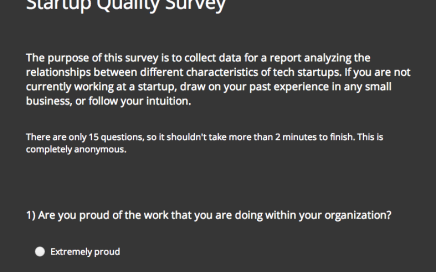 Startup Quality Survey
The purpose of this survey is to collect data for a report analyzing the
relationships between different characteristics of tech startups. If you are not
currently working at a startup, draw on your past experience in any small
business, or follow your intuition.
There are only 15 questions, so it shouldn't take more than 2 minutes to finish. This is
completely anonymous.
1) Are you proud of the work that you are doing within your organization?
Extremely proud